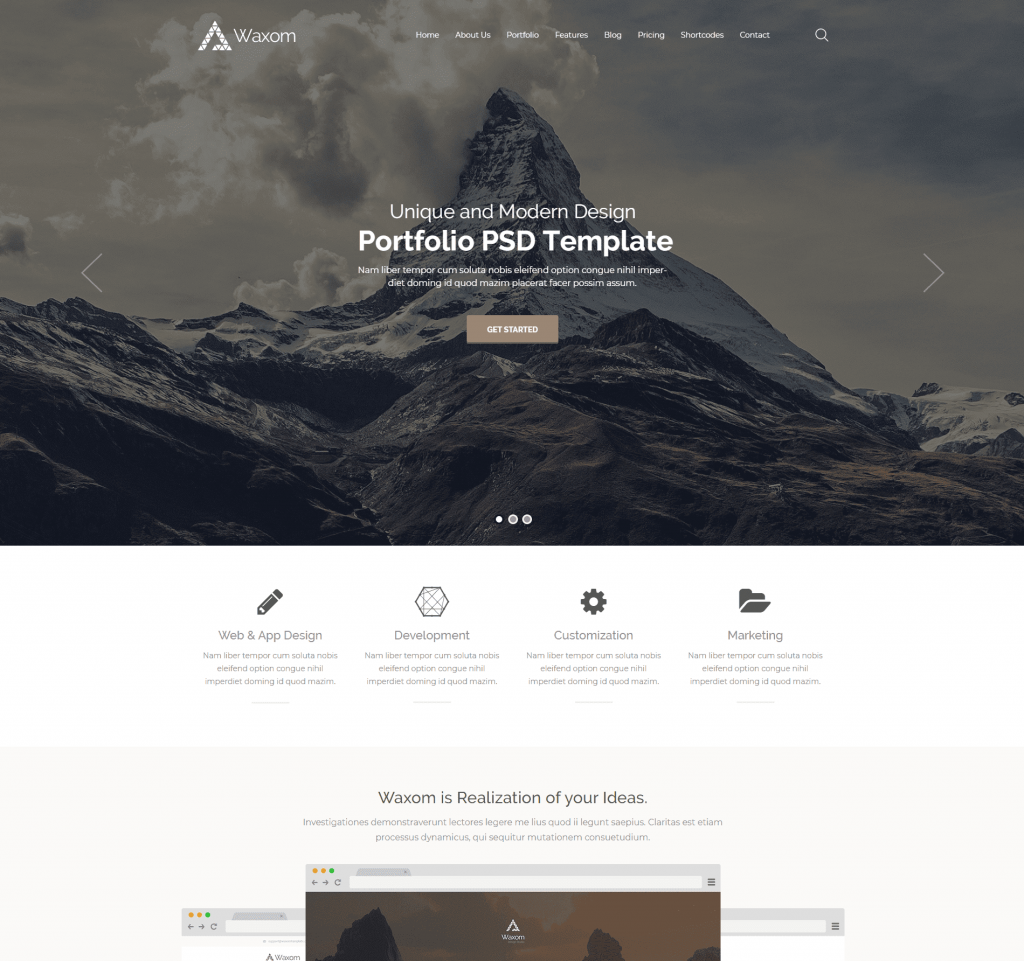 Waxom
Home About Us Portfolio Features Blog Pricing Shortcodes Contact
Unique and Modern Design
Portfolio PSD Template
Nam liber tempor cum soluta nobis eleifend option congue nihil imper-
diet doming id quod mazim placerat facer possim assum.
GET STARTED
Web & App Design
Nam liber tempor cum soluta nobis
eleifend option congue nihil
imperdiet doming id quod mazim.
Development
Nam liber tempor cum soluta nobis
eleifend option congue nihil
imperdiet doming id quod mazim.
Customization
Nam liber tempor cum soluta nobis
eleifend option congue nihil
imperdiet doming id quod mazim.
Marketing
Nam liber tempor cum soluta nobis
eleifend option congue nihil
imperdiet doming id quod mazim.
Waxom is Realization of your Ideas.
Investigationes demonstraverunt lectores legere me lius quod ii legunt saepius. Claritas est etiam
processus dynamicus, qui sequitur mutationem consuetudium.
Waxom
Waxom